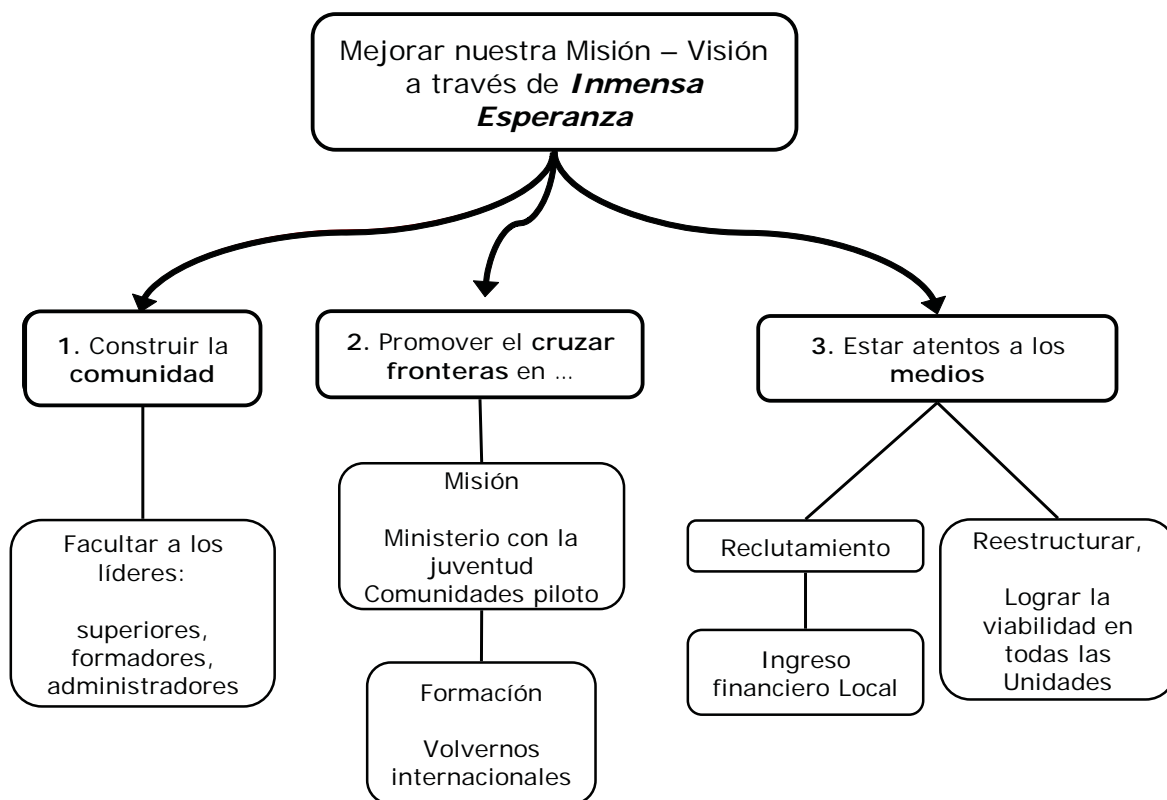 Mejorar nuestra Misión – Visión
a través de Inmensa
Esperanza
1. Construir la
comunidad
2. Promover el cruzar
fronteras en ...
3. Estar atentos a los
medios
Facultar a los
líderes:
superiores,
formadores,
administradores
Misión
Ministerio con la
juventud
Comunidades piloto
Formacíón
Volvernos
internacionales
Reclutamiento
Ingreso
financiero Local
Reestructurar,
Lograr la
viabilidad en
todas las
Unidades